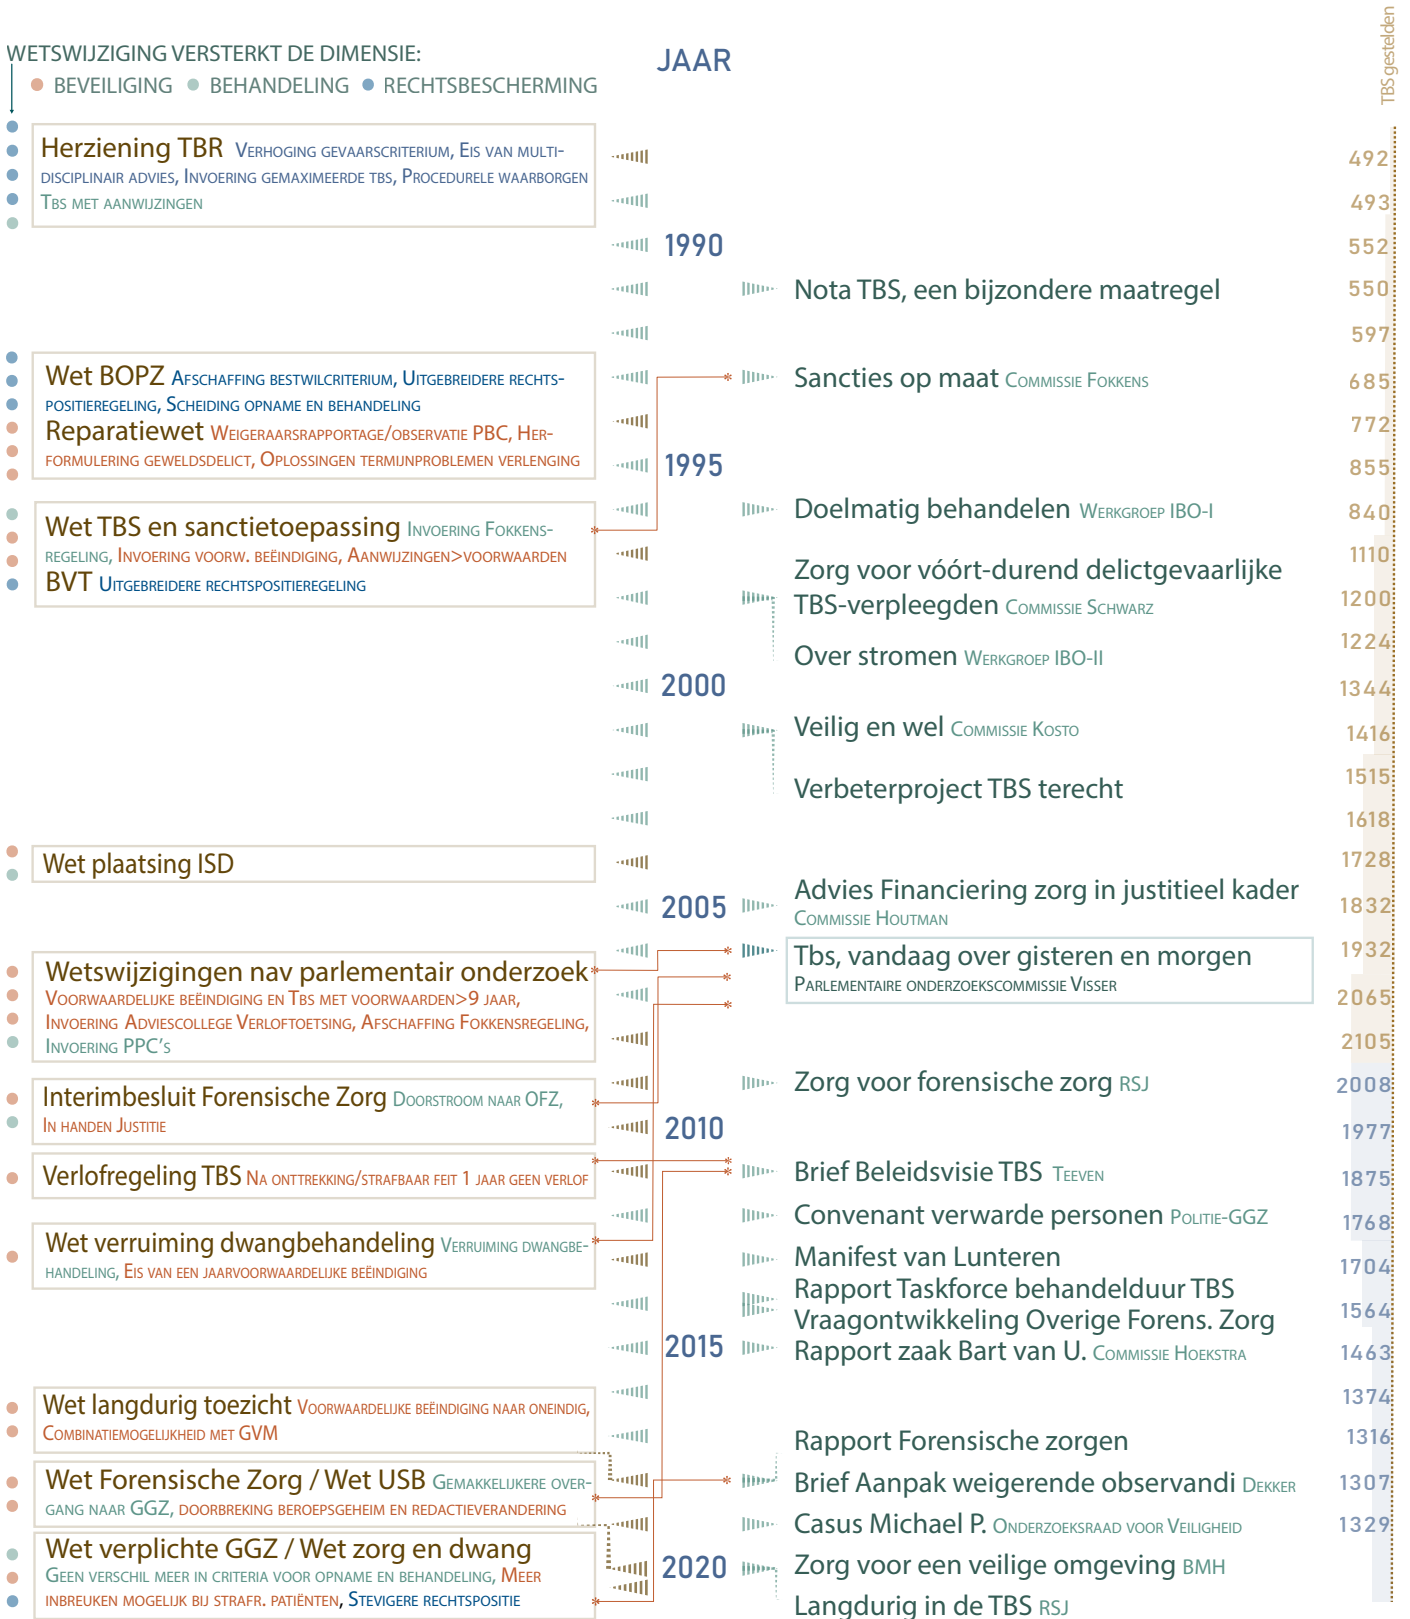 TBS gestelden
WETSWIJZIGING VERSTERKT DE DIMENSIE:
JAAR
BEVEILIGING BEHANDELING RECHTSBESCHERMING
Herziening TBR Verhoging gevaarscriterium, Eis van multi-
disciplinair advies, Invoering gemaximeerde tbs, Procedurele waarborgen
Tbs met aanwijzingen
492
493
1990
552
Nota TBS, een bijzondere maatregel
550
597
Wet BOPZ Afschaffing bestwilcriterium, Uitgebreidere rechts-
positieregeling, Scheiding opname en behandeling
Reparatiewet Weigeraarsrapportage/observatie PBC, Her-
formulering geweldsdelict, Oplossingen termijnproblemen verlenging
Sancties op maat Commissie Fokkens
685
772
1995
855
Wet TBS en sanctietoepassing Invoering Fokkens-
regeling, Invoering voorw. beëindiging, Aanwijzingen>voorwaarden
BVT Uitgebreidere rechtspositieregeling
Doelmatig behandelen Werkgroep IBO-I
840
1110
Zorg voor vóórt-durend delictgevaarlijke
TBS-verpleegden Commissie Schwarz
1200
1224
Over stromen Werkgroep IBO-II
2000
1344
Veilig en wel Commissie Kosto
1416
1515
Verbeterproject TBS terecht
1618
Wet plaatsing ISD
1728
2005
Advies Financiering zorg in justitieel kader
Commissie Houtman
1832
Wetswijzigingen nav parlementair onderzoek
Voorwaardelijke beëindiging en Tbs met voorwaarden>9 jaar,
Invoering Adviescollege Verloftoetsing, Afschaffing Fokkensregeling,
Invoering PPC's
Tbs, vandaag over gisteren en morgen
Parlementaire onderzoekscommissie Visser
1932
2065
2105
Interimbesluit Forensische Zorg Doorstroom naar OFZ,
In handen Justitie
Zorg voor forensische zorg RSJ
2008
2010
1977
Verlofregeling TBS Na onttrekking/strafbaar feit 1 jaar geen verlof
Brief Beleidsvisie TBS Teeven
1875
Convenant verwarde personen Politie-GGZ
1768
Wet verruiming dwangbehandeling Verruiming dwangbe-
handeling, Eis van een jaarvoorwaardelijke beëindiging
Manifest van Lunteren
1704
Rapport Taskforce behandelduur TBS
Vraagontwikkeling Overige Forens. Zorg
1564
2015
Rapport zaak Bart van U. Commissie Hoekstra
1463
Wet langdurig toezicht Voorwaardelijke beëindiging naar oneindig,
Combinatiemogelijkheid met GVM
1374
Rapport Forensische zorgen
1316
Wet Forensische Zorg / Wet USB Gemakkelijkere over-
gang naar GGZ, doorbreking beroepsgeheim en redactieverandering
Brief Aanpak weigerende observandi Dekker
1307
Casus Michael P. Onderzoeksraad voor Veiligheid
1329
Wet verplichte GGZ / Wet zorg en dwang
Geen verschil meer in criteria voor opname en behandeling, Meer
inbreuken mogelijk bij strafr. patiënten, Stevigere rechtspositie
2020
Zorg voor een veilige omgeving BMH
Langdurig in de TBS RSJ